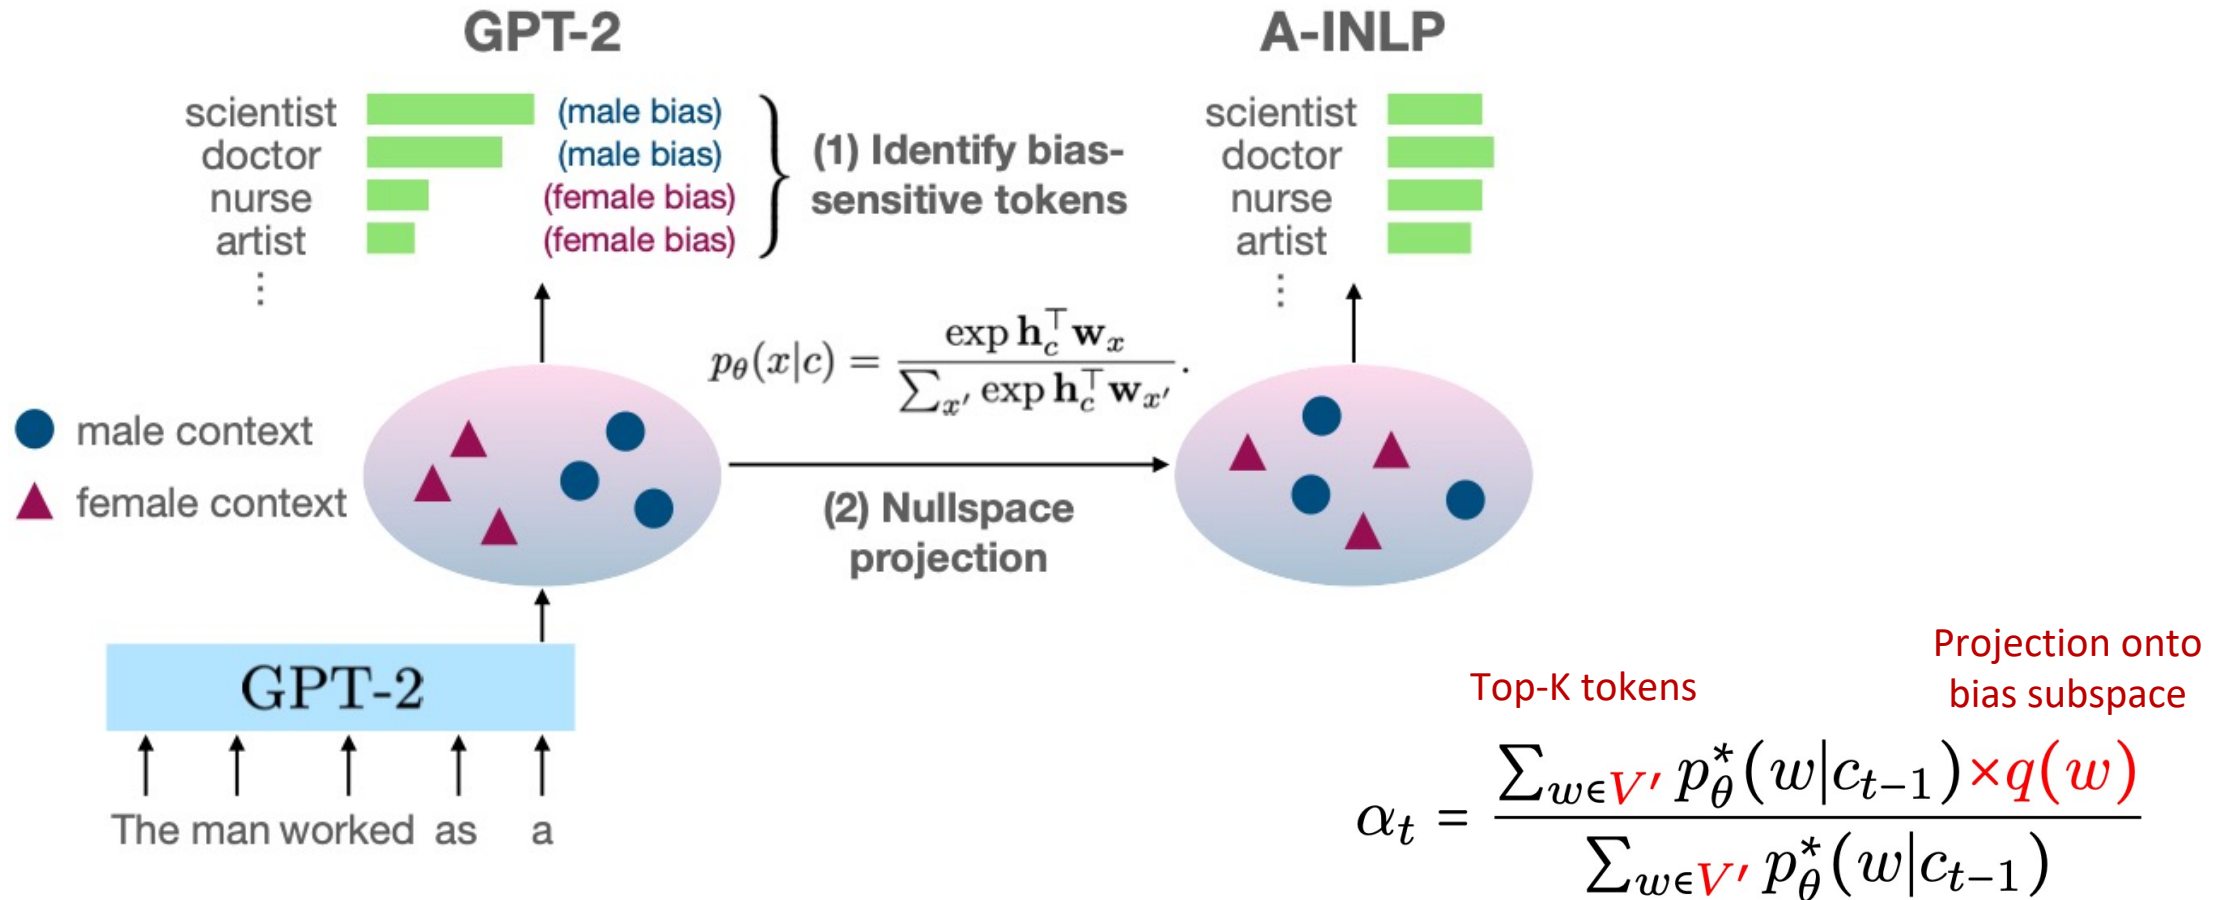 GPT-2
scientist (male bias)
doctor (male bias)
nurse (female bias)
artist (female bias)
⋮
(1) Identify bias-
sensitive tokens
A-INLP
scientist
doctor
nurse
artist
⋮
male context
female context
p_θ(x|c) = exp h_c^⊤ w_x / ∑_{x′} exp h_c^⊤ w_{x′} .
(2) Nullspace
projection
GPT-2
The man worked as a
Top-K tokens
Projection onto
bias subspace
α_t = ∑_{w∈V′} p*_θ(w|c_{t−1})×q(w) / ∑_{w∈V′} p*_θ(w|c_{t−1})